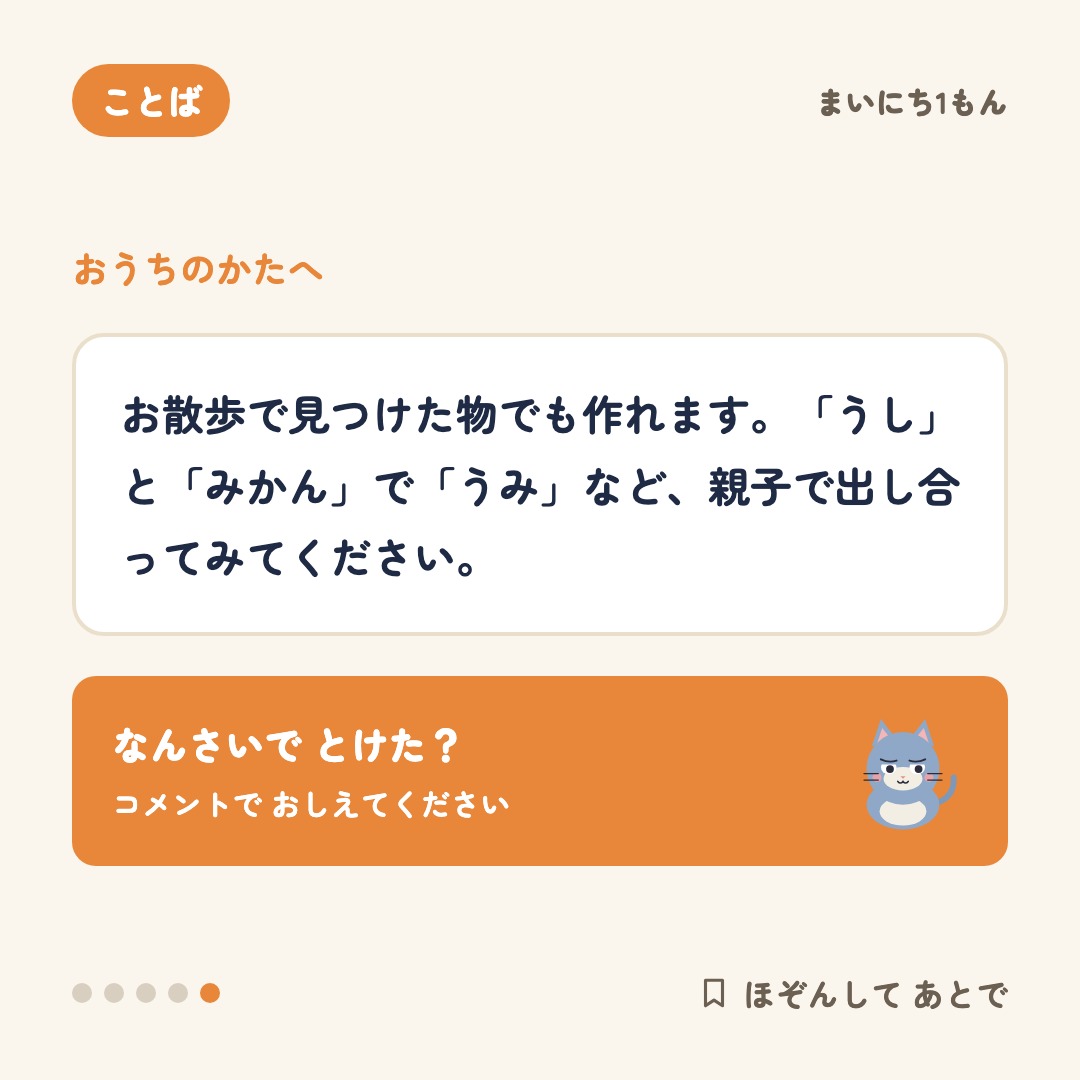 ことば
まいにち1もん
おうちのかたへ
お散歩で見つけた物でも作れます。「うし」
と「みかん」で「うみ」など、親子で出し合
ってみてください。
なんさいで とけた？
コメントで おしえてください
ほぞんして あとで